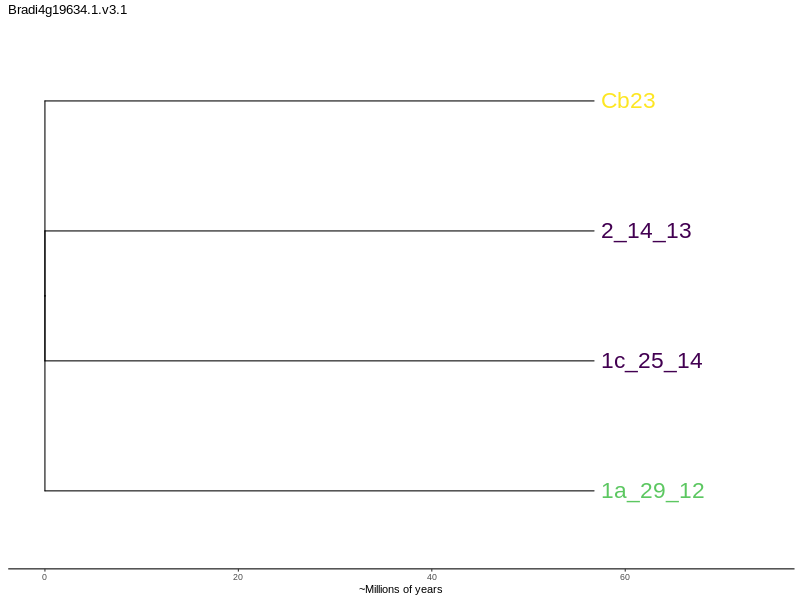 Bradi4g19634.1.v3.1
Cb23
2_14_13
1c_25_14
1a_29_12
0 20 40 60
~Millions of years